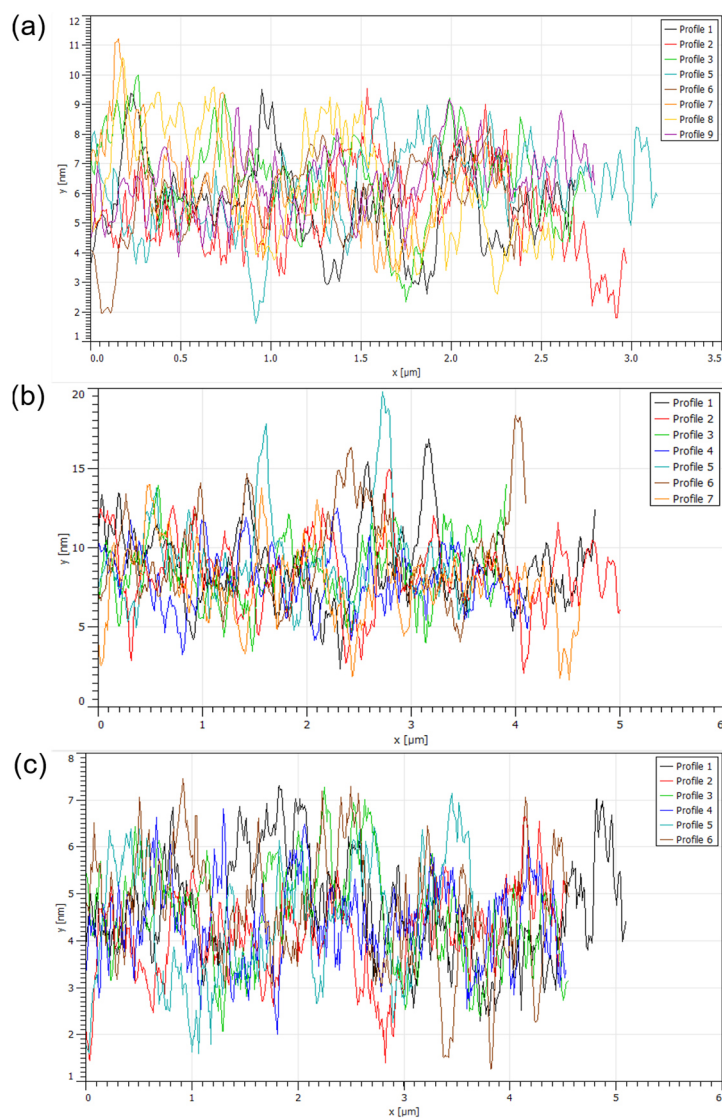 (a)
12
11
10
9
8
7
6
5
4
3
2
1
y [nm]
0.0 0.5 1.0 1.5 2.0 2.5 3.0 3.5
x [µm]
Profile 1
Profile 2
Profile 3
Profile 5
Profile 6
Profile 7
Profile 8
Profile 9
(b)
20
15
10
5
0
y [nm]
0 1 2 3 4 5 6
x [µm]
Profile 1
Profile 2
Profile 3
Profile 4
Profile 5
Profile 6
Profile 7
(c)
8
7
6
5
4
3
2
1
y [nm]
0 1 2 3 4 5 6
x [µm]
Profile 1
Profile 2
Profile 3
Profile 4
Profile 5
Profile 6